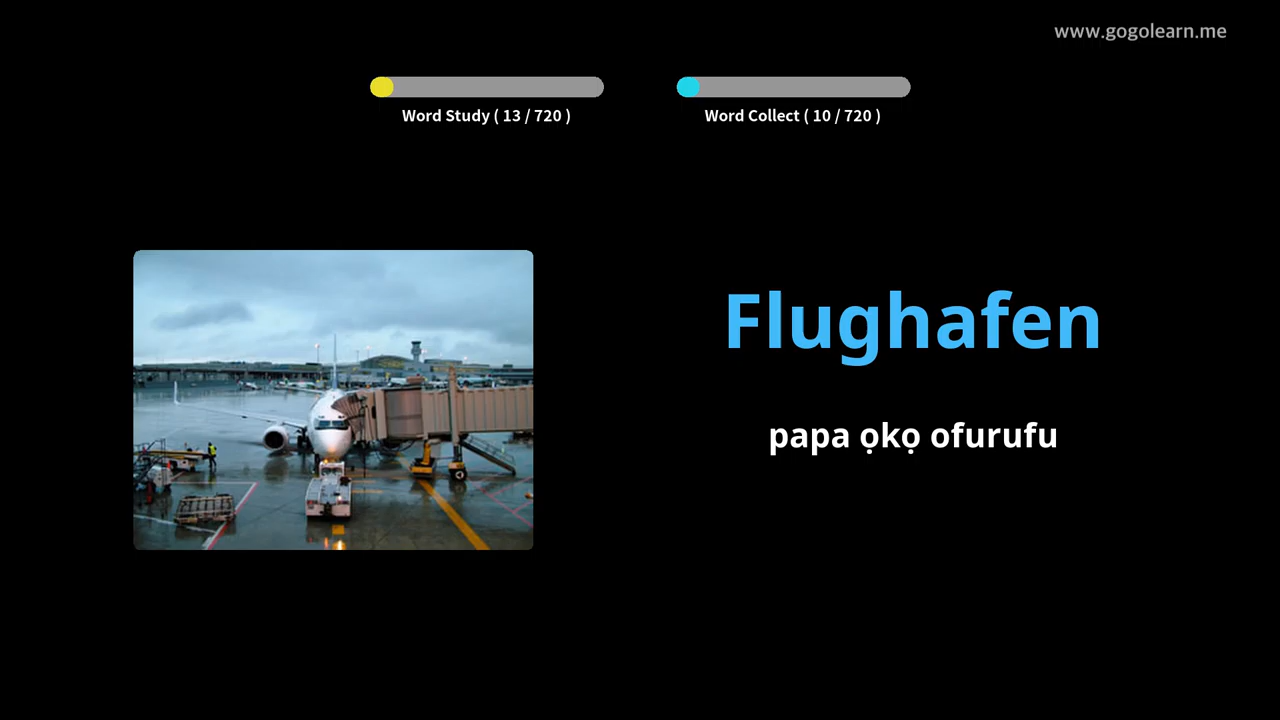 www.gogolearn.me
Word Study ( 13 / 720 )
Word Collect ( 10 / 720 )
Flughafen
papa ọkọ ofurufu